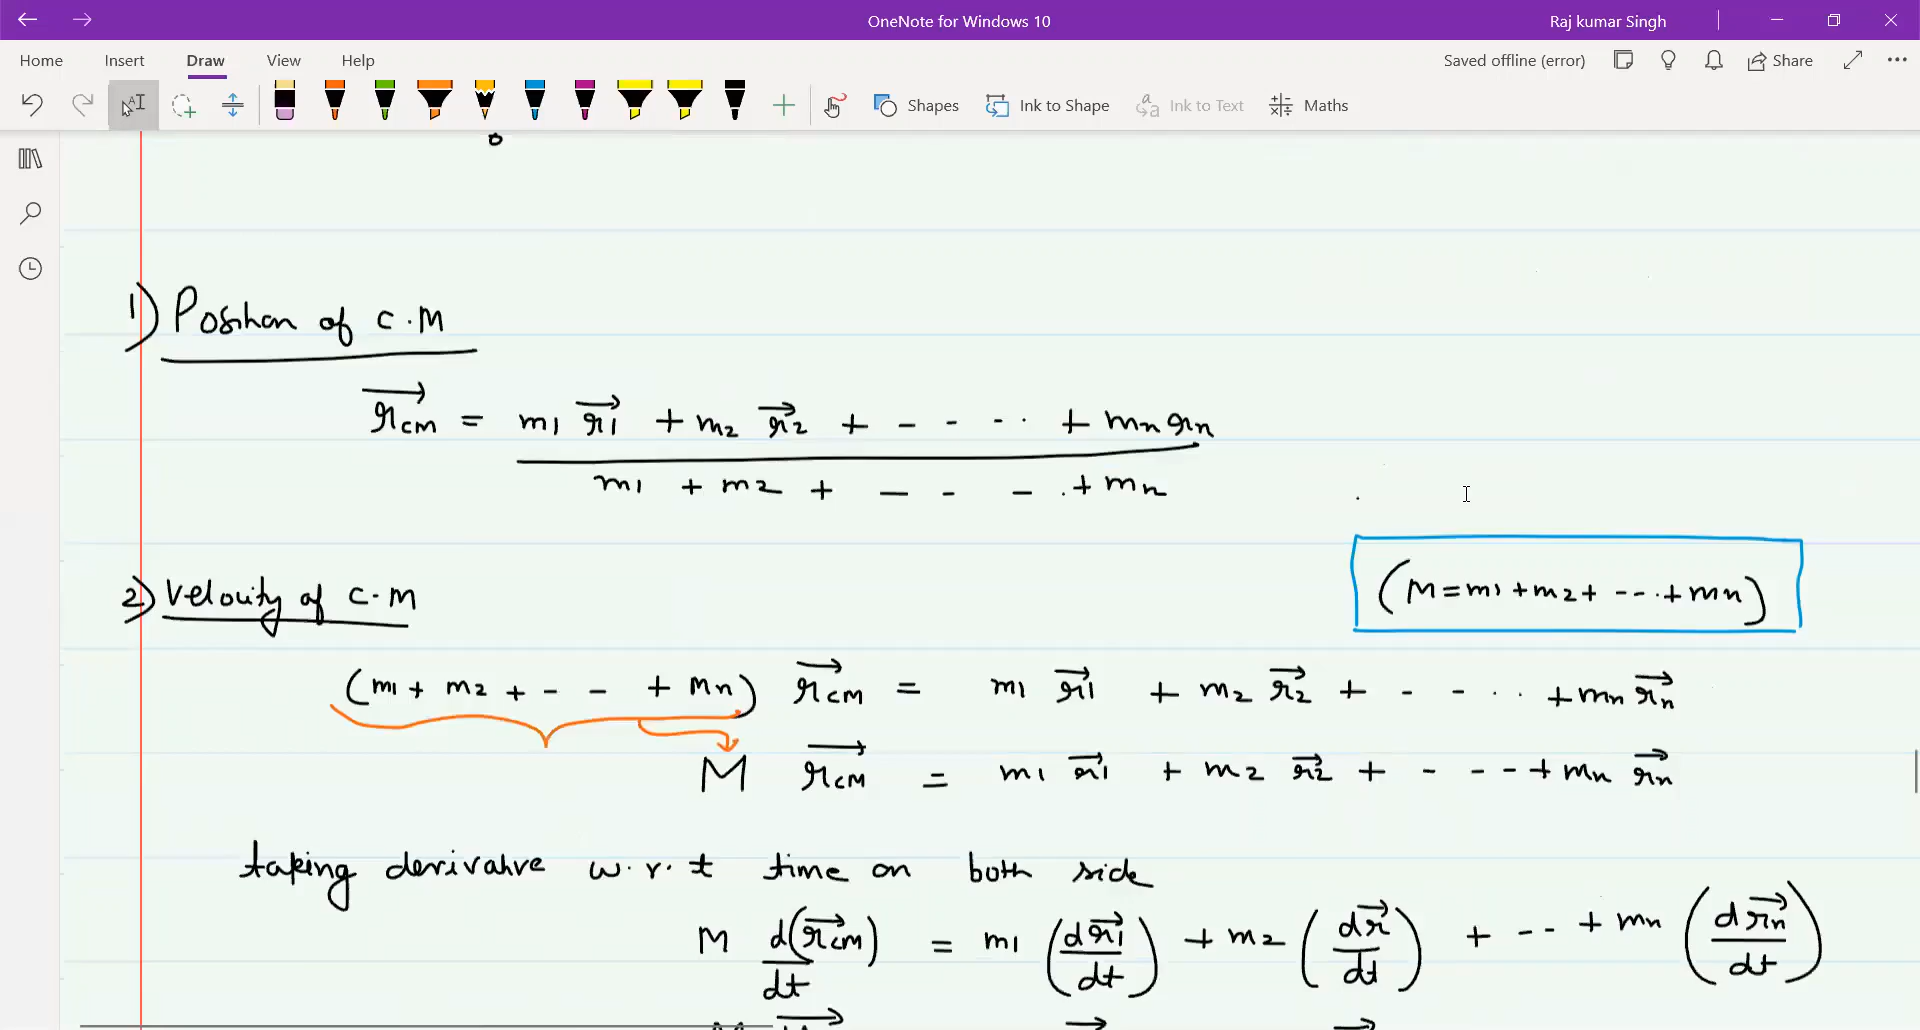 OneNote for Windows 10
Raj kumar Singh
Home Insert Draw View Help
Saved offline (error) Share
Shapes Ink to Shape Ink to Text Maths
1) Position of C.M
r⃗cm = m1 r⃗1 + m2 r⃗2 + - - - · + mn rn
m1 + m2 + - - - . + mn
(M = m1 + m2 + - - · + mn)
2) Velocity of C.M
(m1 + m2 + - - + mn) r⃗cm = m1 r⃗1 + m2 r⃗2 + - - · · + mn r⃗n
M r⃗cm = m1 r⃗1 + m2 r⃗2 + - - - + mn r⃗n
taking derivative w.r.t time on both side
M d(r⃗cm)/dt = m1 (dr⃗1/dt) + m2 (dr⃗/dt) + - - + mn (dr⃗n/dt)